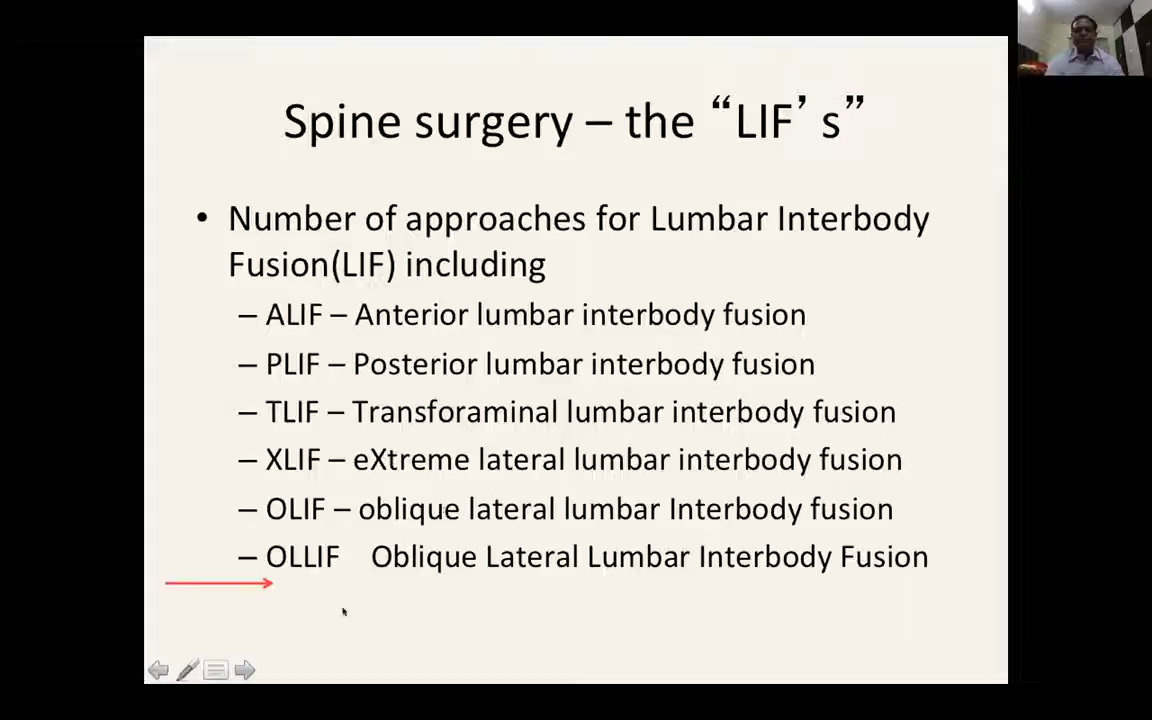 Spine surgery – the “LIF’ s”
• Number of approaches for Lumbar Interbody
Fusion(LIF) including
– ALIF – Anterior lumbar interbody fusion
– PLIF – Posterior lumbar interbody fusion
– TLIF – Transforaminal lumbar interbody fusion
– XLIF – eXtreme lateral lumbar interbody fusion
– OLIF – oblique lateral lumbar Interbody fusion
– OLLIF Oblique Lateral Lumbar Interbody Fusion